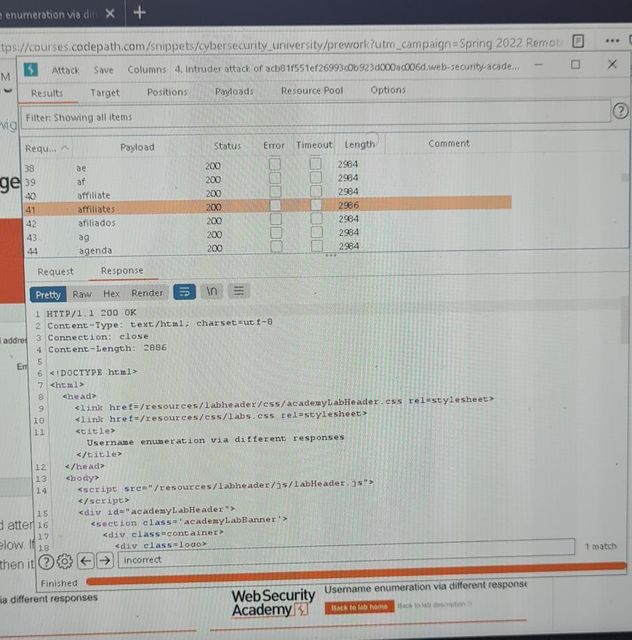 e enumeration via dif X +
tps://courses.codepath.com/snippets/cybersecurity_university/prework?utm_campaign=Spring 2022 Remot
Attack Save Columns 4. Intruder attack of acb81f551ef26993c0b923d000ac006d.web-security-acade...
Results Target Positions Payloads Resource Pool Options
Filter: Showing all items
Requ... Payload Status Error Timeout Length Comment
38 ae 200 2984
39 af 200 2984
40 affiliate 200 2984
41 affiliates 200 2986
42 afiliados 200 2984
43 ag 200 2984
44 agenda 200 2984
Request Response
Pretty Raw Hex Render \n
1 HTTP/1.1 200 OK
2 Content-Type: text/html; charset=utf-8
3 Connection: close
4 Content-Length: 2886
5
6 <!DOCTYPE html>
7 <html>
8 <head>
9 <link href=/resources/labheader/css/academyLabHeader.css rel=stylesheet>
10 <link href=/resources/css/labs.css rel=stylesheet>
11 <title>
Username enumeration via different responses
</title>
12 </head>
13 <body>
14 <script src="/resources/labheader/js/labHeader.js">
</script>
15 <div id="academyLabHeader">
16 <section class='academyLabBanner'>
17 <div class=container>
18 <div class=logo>
M
wig
ge
l addres
Em
d atter
elow. If
then it
incorrect
1 match
Finished
ia different responses
WebSecurity
Academy
Username enumeration via different response
Back to lab home Back to lab description